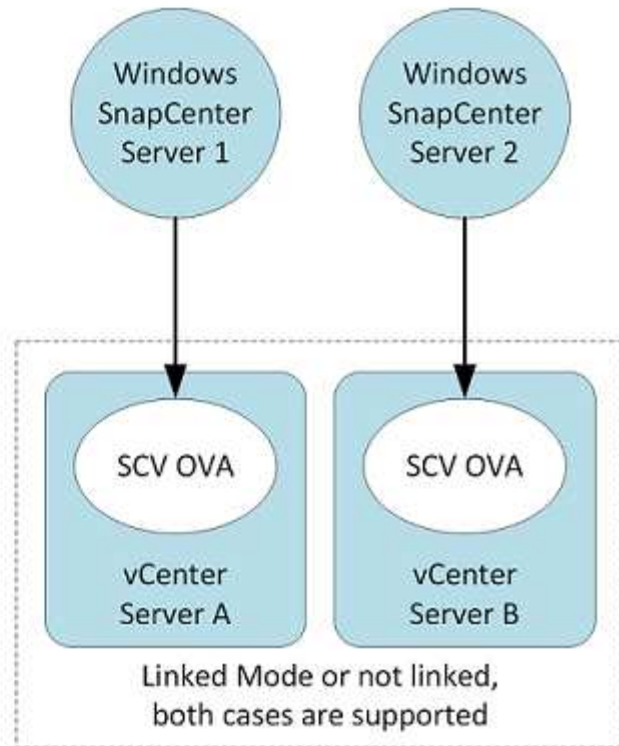 Windows
SnapCenter
Server 1
Windows
SnapCenter
Server 2
SCV OVA
vCenter
Server A
SCV OVA
vCenter
Server B
Linked Mode or not linked,
both cases are supported